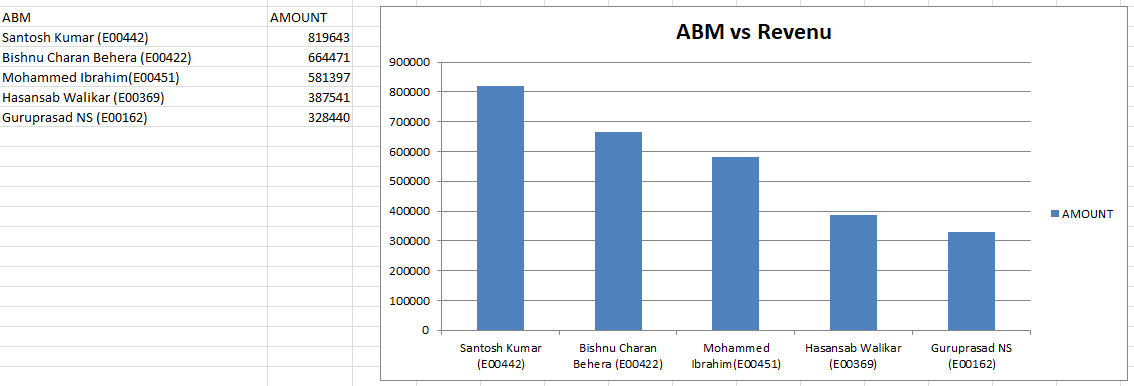 ABM AMOUNT
Santosh Kumar (E00442) 819643
Bishnu Charan Behera (E00422) 664471
Mohammed Ibrahim(E00451) 581397
Hasansab Walikar (E00369) 387541
Guruprasad NS (E00162) 328440
ABM vs Revenu
900000
800000
700000
600000
500000
400000
300000
200000
100000
0
Santosh Kumar
(E00442)
Bishnu Charan
Behera (E00422)
Mohammed
Ibrahim(E00451)
Hasansab Walikar
(E00369)
Guruprasad NS
(E00162)
AMOUNT